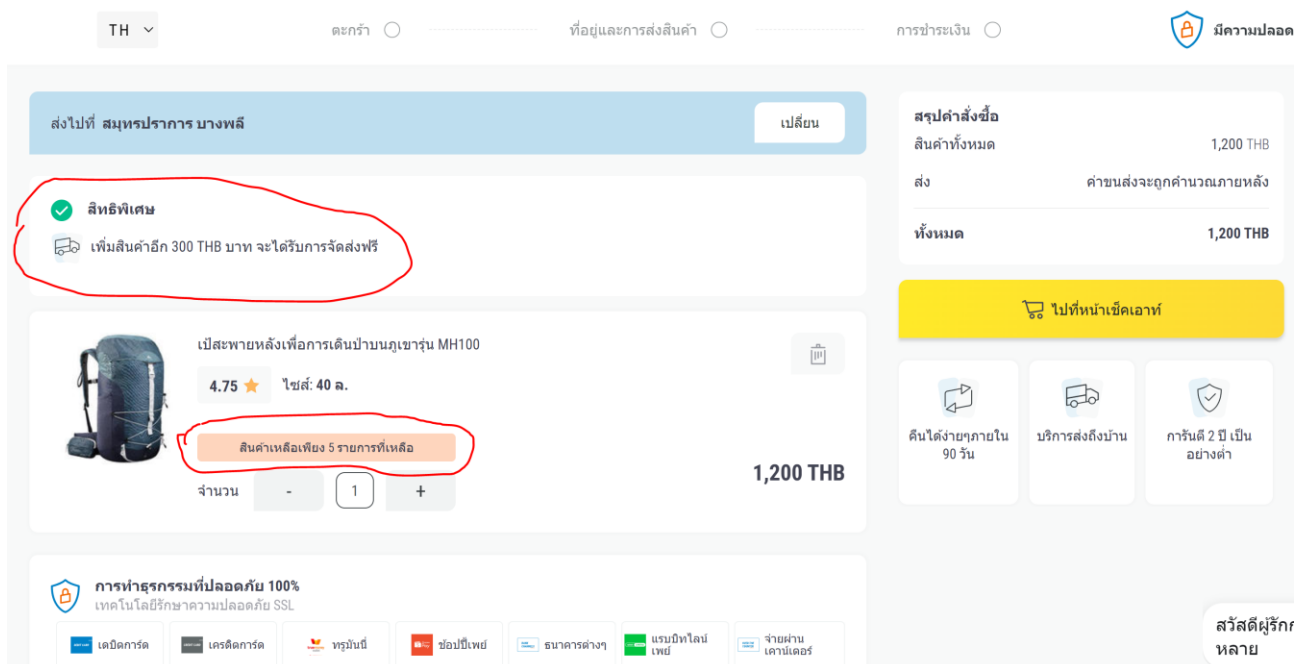 TH
ตะกร้า
ที่อยู่และการส่งสินค้า
การชำระเงิน
มีความปลอด
ส่งไปที่ สมุทรปราการ บางพลี
เปลี่ยน
สิทธิพิเศษ
เพิ่มสินค้าอีก 300 THB บาท จะได้รับการจัดส่งฟรี
เป้สะพายหลังเพื่อการเดินป่าบนภูเขารุ่น MH100
4.75
ไซส์: 40 ล.
สินค้าเหลือเพียง 5 รายการที่เหลือ
จำนวน - 1 +
1,200 THB
การทำธุรกรรมที่ปลอดภัย 100%
เทคโนโลยีรักษาความปลอดภัย SSL
เดบิตการ์ด
เครดิตการ์ด
ทรูมันนี่
ช้อปปี้เพย์
ธนาคารต่างๆ
แรบบิทไลน์
เพย์
จ่ายผ่าน
เคาน์เตอร์
สรุปคำสั่งซื้อ
สินค้าทั้งหมด 1,200 THB
ส่ง ค่าขนส่งจะถูกคำนวณภายหลัง
ทั้งหมด 1,200 THB
ไปที่หน้าเช็คเอาท์
คืนได้ง่ายๆภายใน
90 วัน
บริการส่งถึงบ้าน
การันตี 2 ปี เป็น
อย่างต่ำ
สวัสดีผู้รัก
หลาย